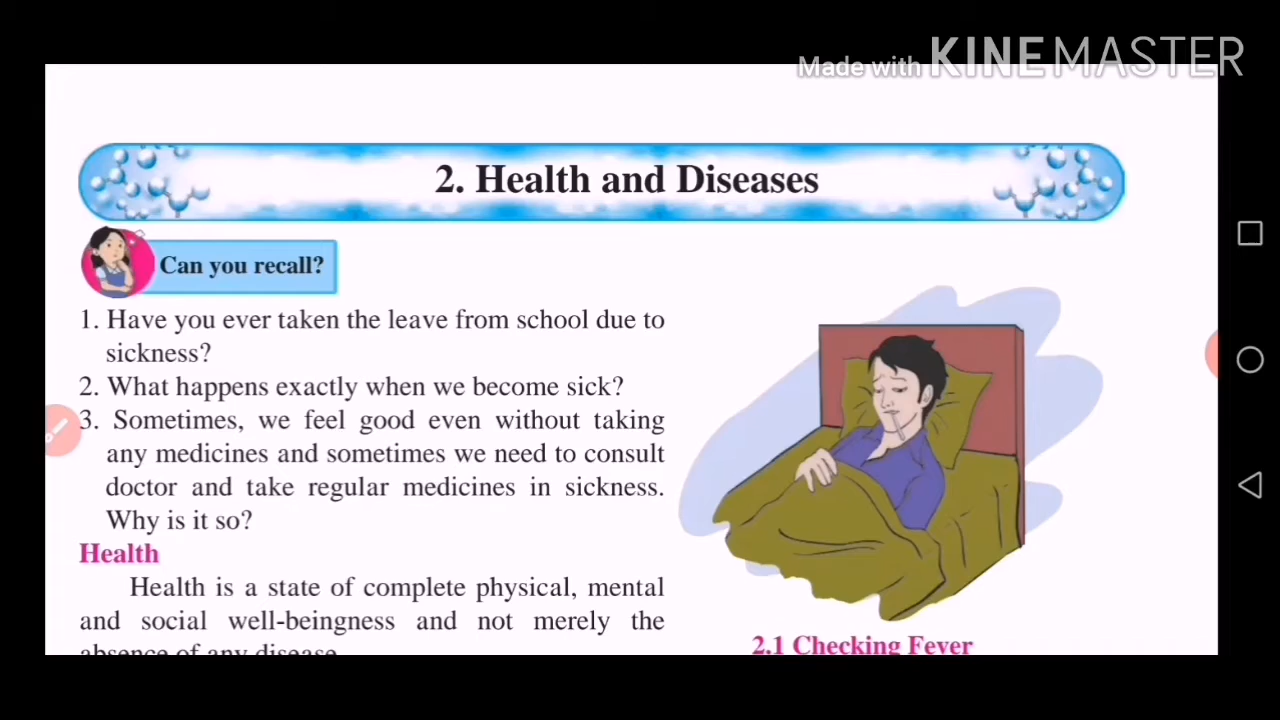 Made with KINEMASTER
2. Health and Diseases
Can you recall?
1. Have you ever taken the leave from school due to
sickness?
2. What happens exactly when we become sick?
3. Sometimes, we feel good even without taking
any medicines and sometimes we need to consult
doctor and take regular medicines in sickness.
Why is it so?
Health
Health is a state of complete physical, mental
and social well-beingness and not merely the
absence of any disease.
2.1 Checking Fever